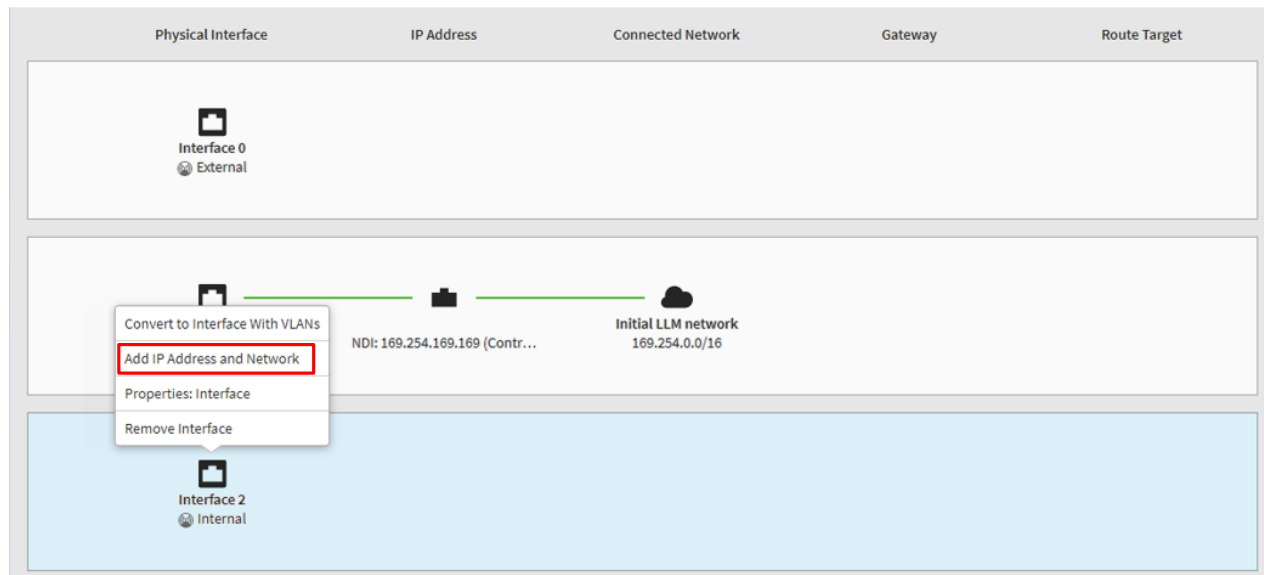 Physical Interface IP Address Connected Network Gateway Route Target
Interface 0
External
Convert to Interface With VLANs
Add IP Address and Network
Properties: Interface
Remove Interface
NDI: 169.254.169.169 (Contr...
Initial LLM network
169.254.0.0/16
Interface 2
Internal